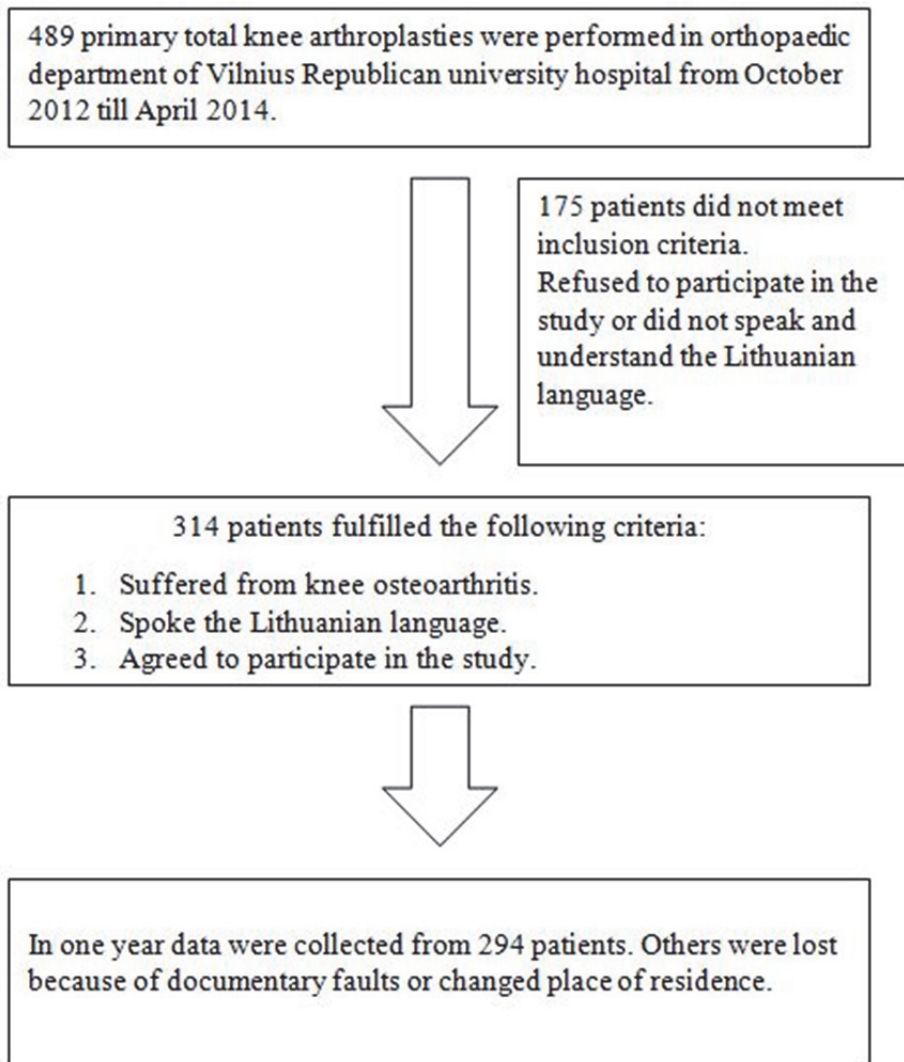 489 primary total knee arthroplasties were performed in orthopaedic
department of Vilnius Republican university hospital from October
2012 till April 2014.
175 patients did not meet
inclusion criteria.
Refused to participate in the
study or did not speak and
understand the Lithuanian
language.
314 patients fulfilled the following criteria:
1. Suffered from knee osteoarthritis.
2. Spoke the Lithuanian language.
3. Agreed to participate in the study.
In one year data were collected from 294 patients. Others were lost
because of documentary faults or changed place of residence.